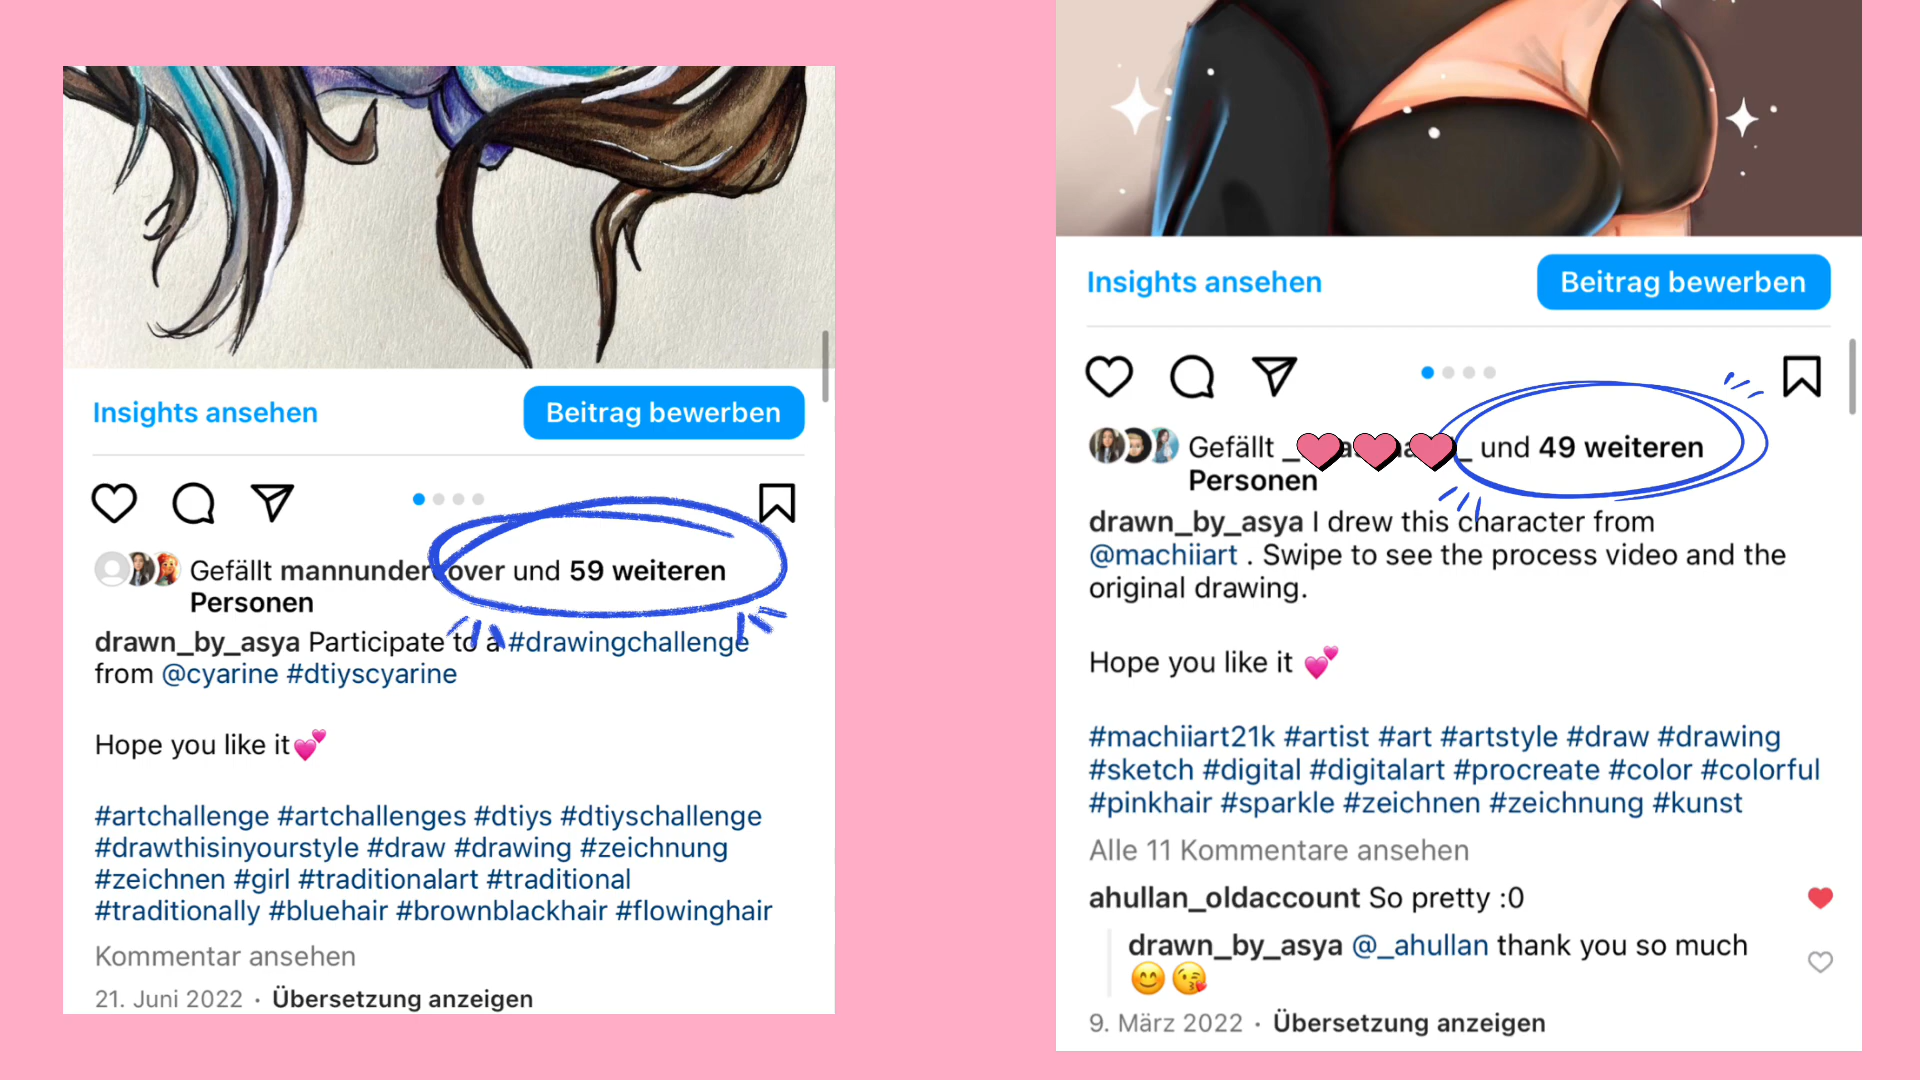 Insights ansehen
Beitrag bewerben
Gefällt mannundercover und 59 weiteren
Personen
drawn_by_asya Participate to a #drawingchallenge
from @cyarine #dtiyscyarine
Hope you like it💕
#artchallenge #artchallenges #dtiys #dtiyschallenge
#drawthisinyourstyle #draw #drawing #zeichnung
#zeichnen #girl #traditionalart #traditional
#traditionally #bluehair #brownblackhair #flowinghair
Kommentar ansehen
21. Juni 2022 · Übersetzung anzeigen
Insights ansehen
Beitrag bewerben
Gefällt und 49 weiteren
Personen
drawn_by_asya I drew this character from
@machiiart . Swipe to see the process video and the
original drawing.
Hope you like it 💕
#machiiart21k #artist #art #artstyle #draw #drawing
#sketch #digital #digitalart #procreate #color #colorful
#pinkhair #sparkle #zeichnen #zeichnung #kunst
Alle 11 Kommentare ansehen
ahullan_oldaccount So pretty :0
drawn_by_asya @_ahullan thank you so much
😊😘
9. März 2022 · Übersetzung anzeigen